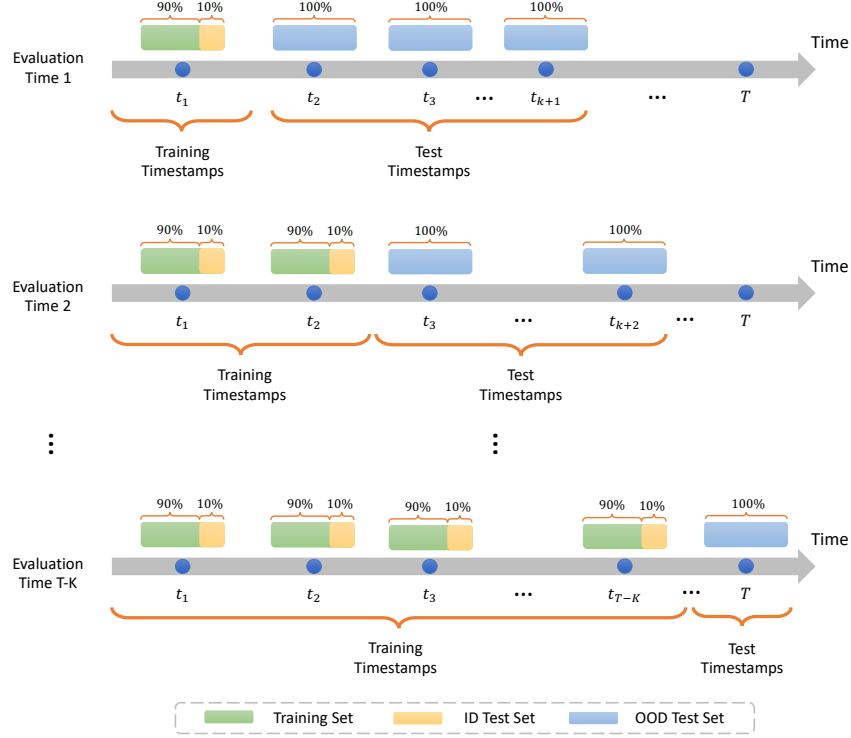 90% 10% 100% 100% 100%
Time
Evaluation
Time 1
t₁ t₂ t₃ ... tₖ₊₁ ... T
Training
Timestamps
Test
Timestamps
90% 10% 90% 10% 100% 100%
Time
Evaluation
Time 2
t₁ t₂ t₃ ... tₖ₊₂ ... T
Training
Timestamps
Test
Timestamps
⋮ ⋮
90% 10% 90% 10% 90% 10% 90% 10% 100%
Time
Evaluation
Time T-K
t₁ t₂ t₃ ... t_{T−K} ... T
Training
Timestamps
Test
Timestamps
Training Set ID Test Set OOD Test Set